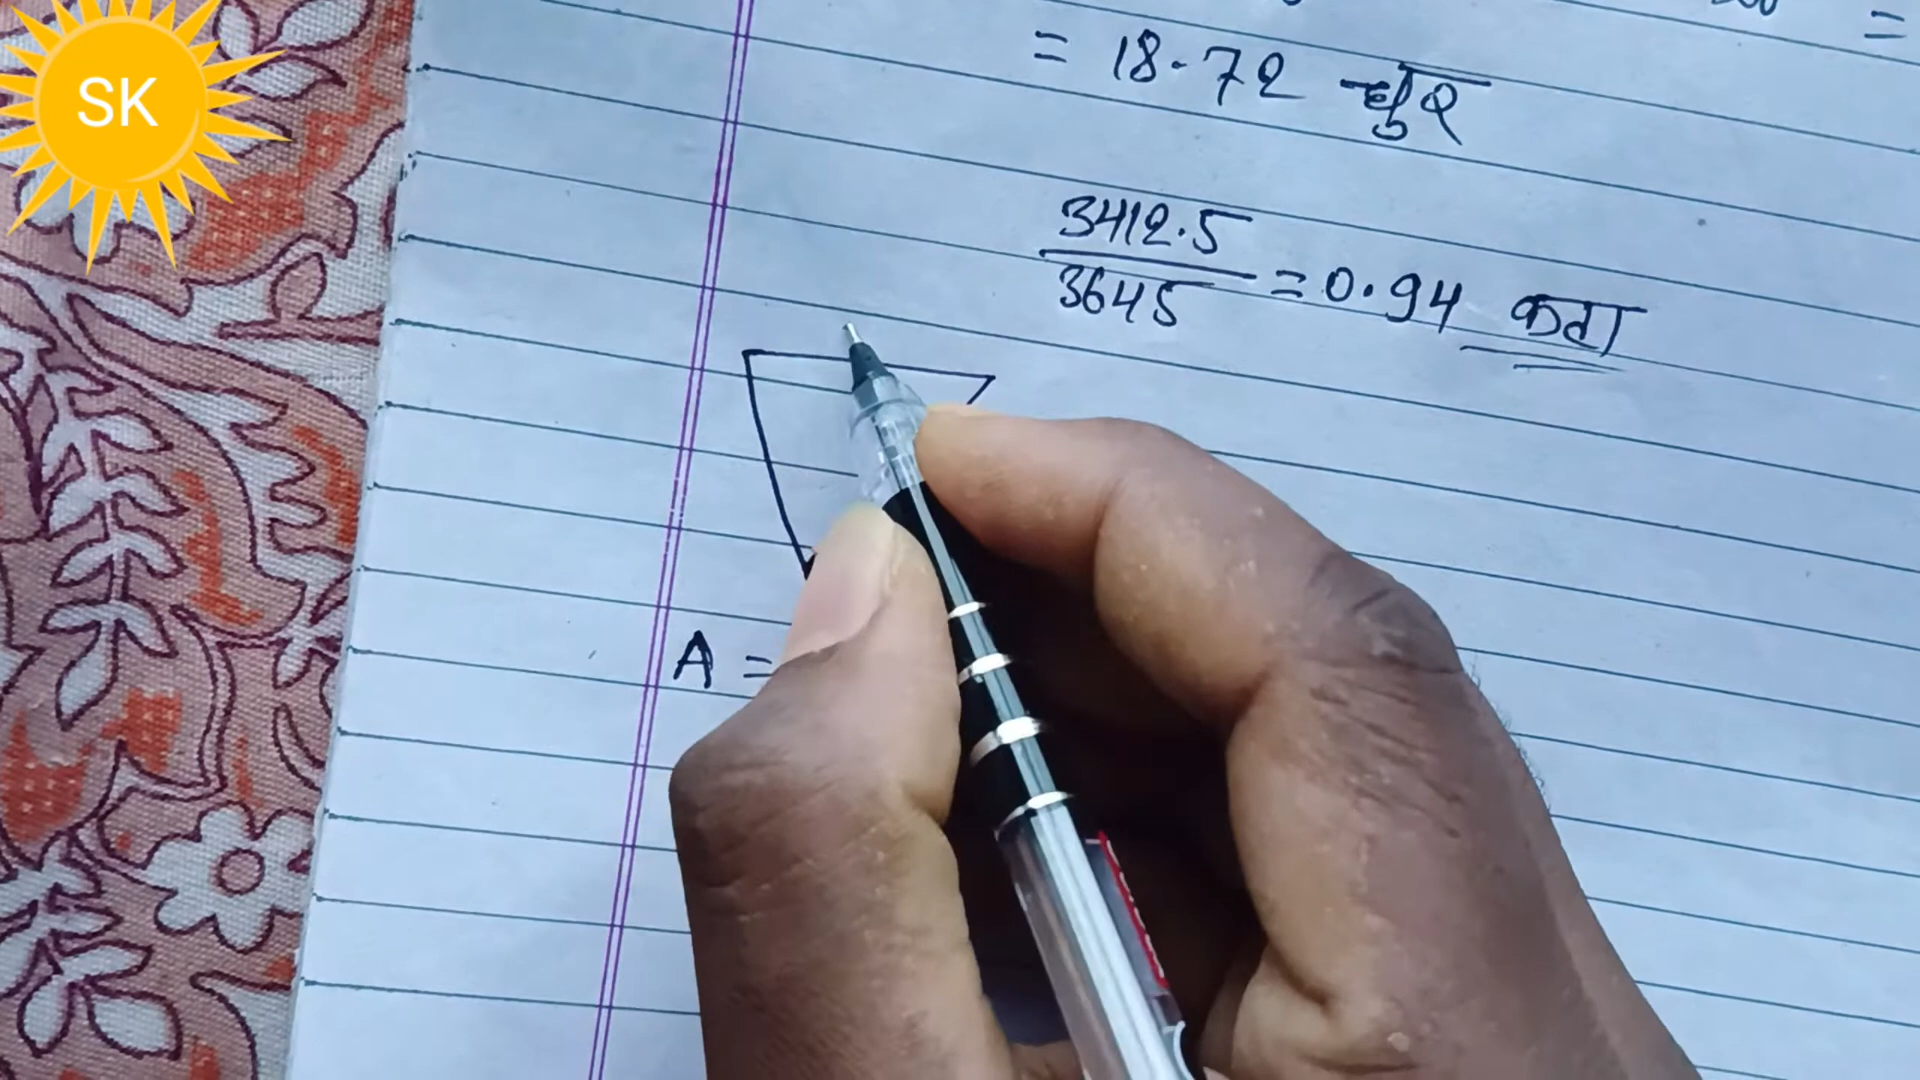 SK
=
= 18.72 धुर
3412.5
3645
= 0.94 कठा
A =